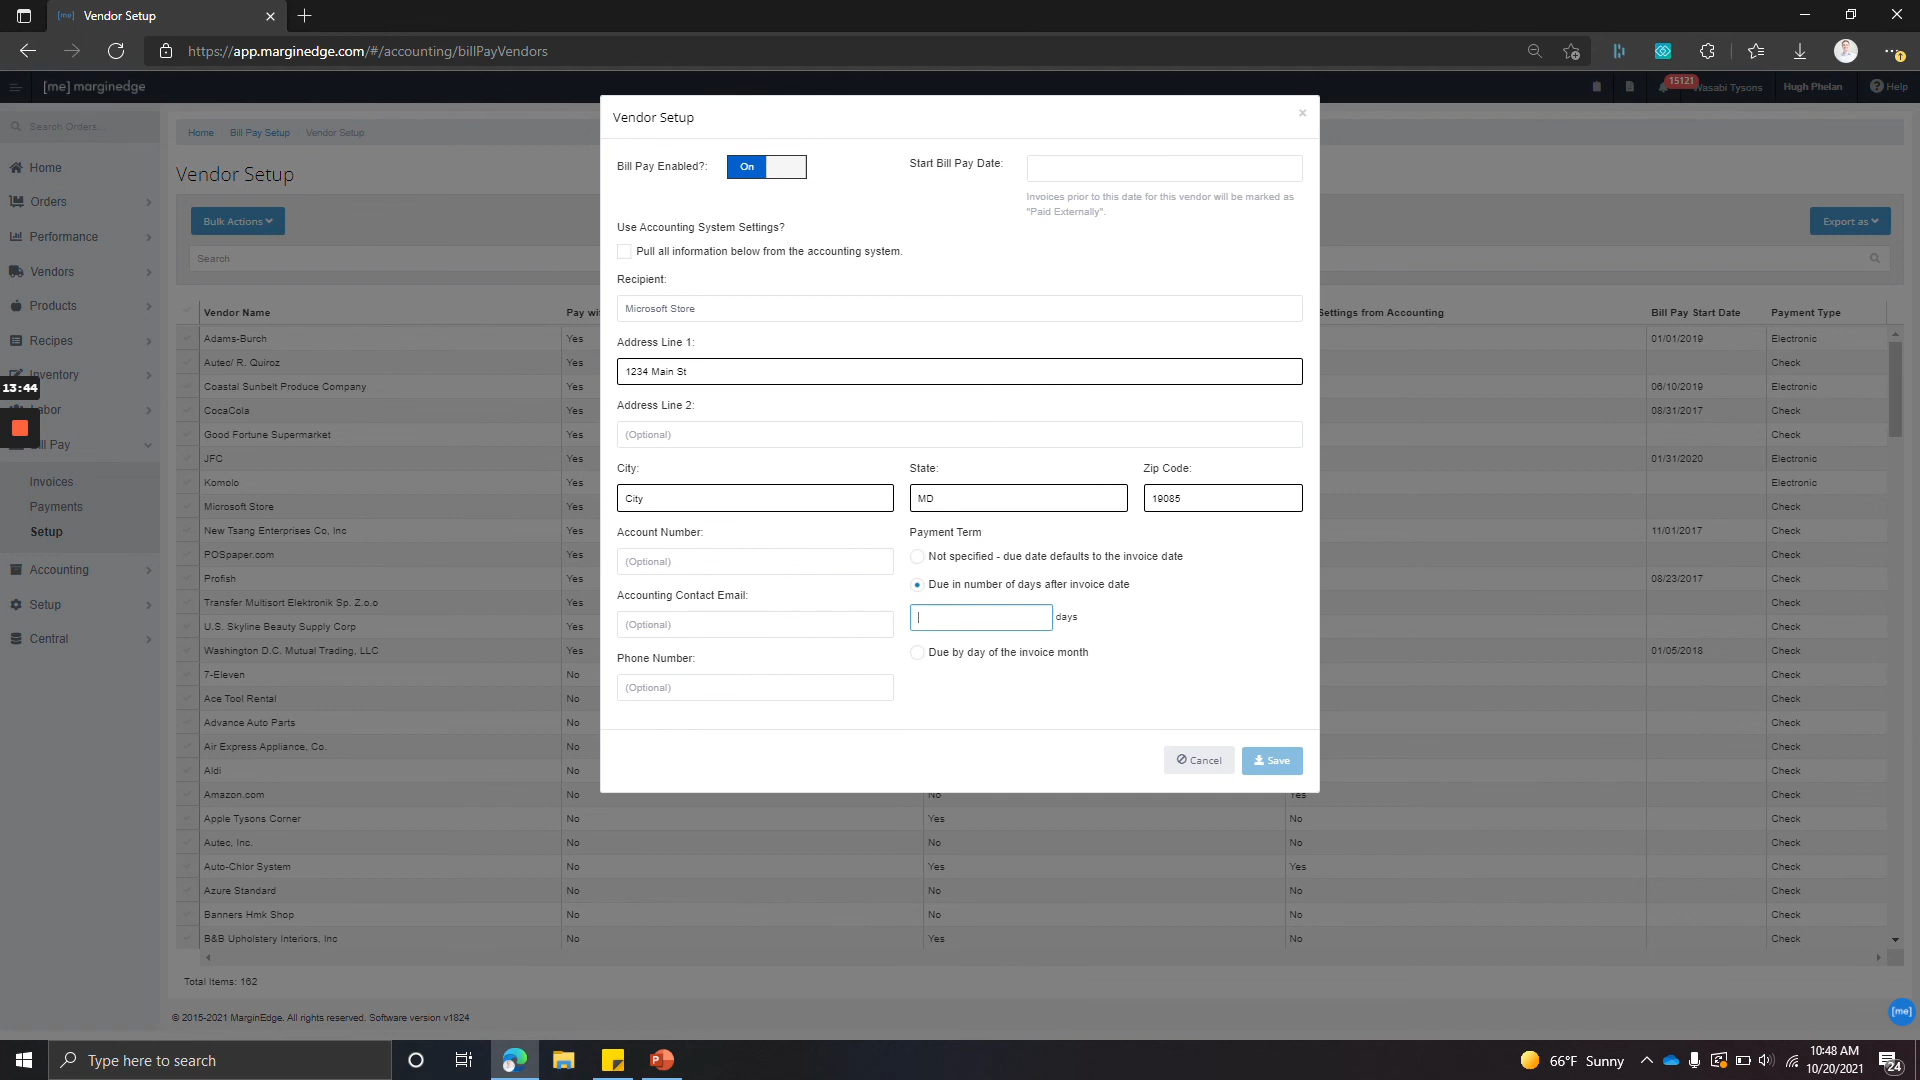 Vendor Setup
https://app.marginedge.com/#/accounting/billPayVendors
[me] marginedge
15121
Wasabi Tysons
Hugh Phelan
Help
Search Orders...
Home
Orders
Performance
Vendors
Products
Recipes
Inventory
13:44
Labor
Bill Pay
Invoices
Payments
Setup
Accounting
Setup
Central
Home
Bill Pay Setup
Vendor Setup
Vendor Setup
Bulk Actions
Export as
Search
Vendor Name
Pay wi
Settings from Accounting
Bill Pay Start Date
Payment Type
Adams-Burch Yes 01/01/2019 Electronic
Autec/ R. Quiroz Yes Check
Coastal Sunbelt Produce Company Yes 06/10/2019 Electronic
CocaCola Yes 08/31/2017 Check
Good Fortune Supermarket Yes Check
JFC Yes 01/31/2020 Electronic
Komolo Yes Electronic
Microsoft Store Yes Check
New Tsang Enterprises Co, Inc Yes 11/01/2017 Check
POSpaper.com Yes Check
Profish Yes 08/23/2017 Check
Transfer Multisort Elektronik Sp. Z.o.o Yes Check
U.S. Skyline Beauty Supply Corp Yes Check
Washington D.C. Mutual Trading, LLC Yes 01/05/2018 Check
7-Eleven No Check
Ace Tool Rental No Check
Advance Auto Parts No Check
Air Express Appliance, Co. No Check
Aldi No Check
Amazon.com No No Yes Check
Apple Tysons Corner No Yes No Check
Autec, Inc. No No No Check
Auto-Chlor System No Yes Yes Check
Azure Standard No No No Check
Banners Hmk Shop No No No Check
B&B Upholstery Interiors, Inc No Yes No Check
Total Items: 162
© 2015-2021 MarginEdge. All rights reserved. Software version v1824
[me]
Vendor Setup
Bill Pay Enabled?:
On
Start Bill Pay Date:
Invoices prior to this date for this vendor will be marked as
"Paid Externally".
Use Accounting System Settings?
Pull all information below from the accounting system.
Recipient:
Microsoft Store
Address Line 1:
1234 Main St
Address Line 2:
(Optional)
City: State: Zip Code:
City MD 19085
Account Number:
(Optional)
Accounting Contact Email:
(Optional)
Phone Number:
(Optional)
Payment Term
Not specified - due date defaults to the invoice date
Due in number of days after invoice date
days
Due by day of the invoice month
Cancel
Save
Type here to search
66°F Sunny
10:48 AM
10/20/2021
24